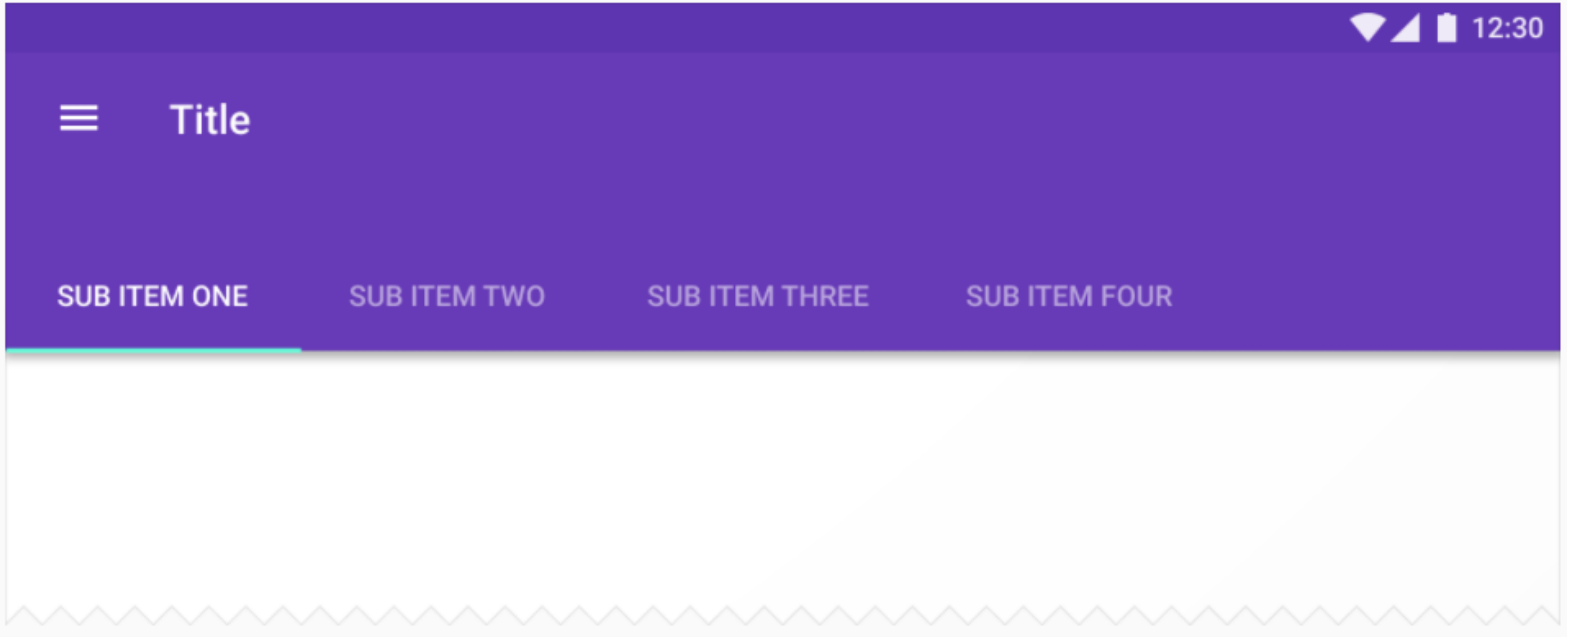 12:30
Title
SUB ITEM ONE SUB ITEM TWO SUB ITEM THREE SUB ITEM FOUR